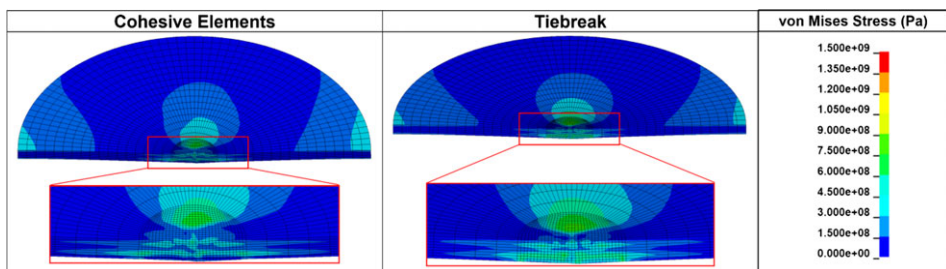 Cohesive Elements
Tiebreak
von Mises Stress (Pa)
1.500e+09
1.350e+09
1.200e+09
1.050e+09
9.000e+08
7.500e+08
6.000e+08
4.500e+08
3.000e+08
1.500e+08
0.000e+00